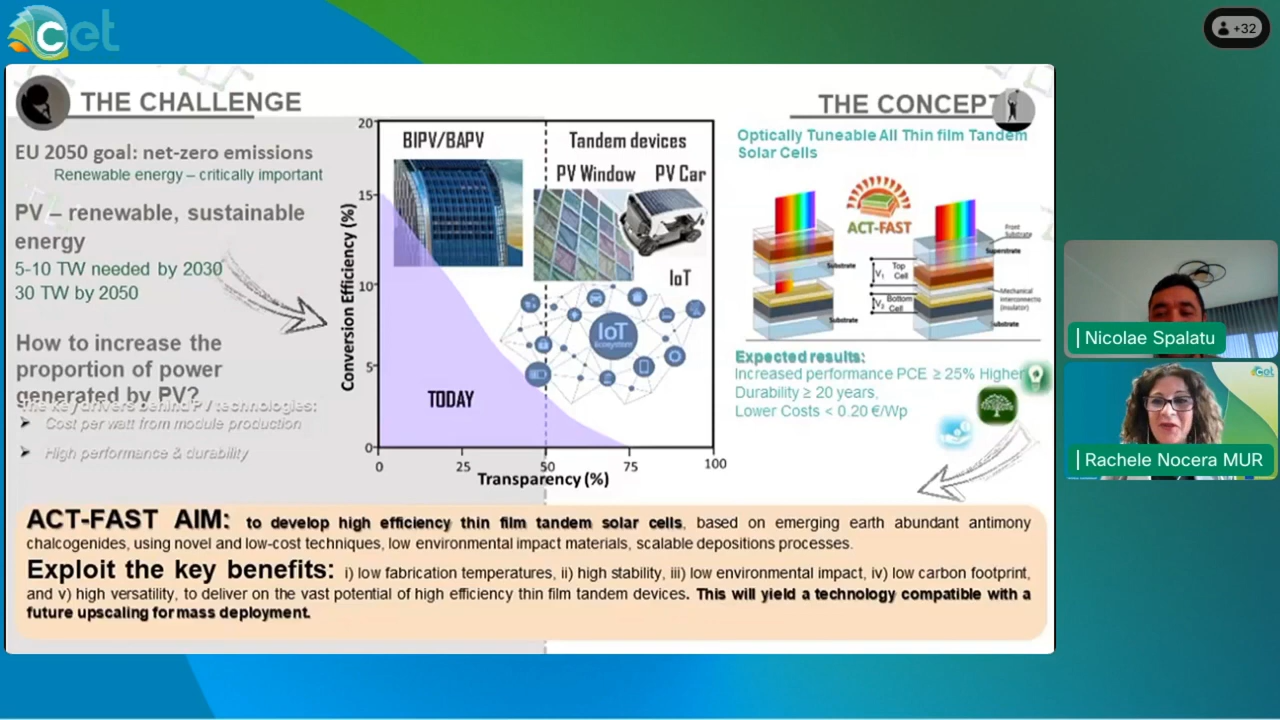 cet
+32
THE CHALLENGE
EU 2050 goal: net-zero emissions
Renewable energy – critically important
PV – renewable, sustainable
energy
5-10 TW needed by 2030
30 TW by 2050
How to increase the
proportion of power
generated by PV?
The key drivers behind PV technologies:
Cost per watt from module production
High performance & durability
20
15
10
5
0
Conversion Efficiency (%)
BIPV/BAPV
Tandem devices
PV Window
PV Car
IoT
IoT
ecosystem
TODAY
0
25
50
75
100
Transparency (%)
THE CONCEPT
Optically Tuneable All Thin film Tandem
Solar Cells
ACT-FAST
Substrate
Substrate
V1
Top
Cell
V2
Bottom
Cell
Front
Substrate
Superstrate
Mechanical
Interconnectio
(insulator)
Substrate
Expected results:
Increased performance PCE ≥ 25% Higher
Durability ≥ 20 years,
Lower Costs < 0.20 €/Wp
ACT-FAST AIM: to develop high efficiency thin film tandem solar cells, based on emerging earth abundant antimony
chalcogenides, using novel and low-cost techniques, low environmental impact materials, scalable depositions processes.
Exploit the key benefits: i) low fabrication temperatures, ii) high stability, iii) low environmental impact, iv) low carbon footprint,
and v) high versatility, to deliver on the vast potential of high efficiency thin film tandem devices. This will yield a technology compatible with a
future upscaling for mass deployment.
Nicolae Spalatu
cet
Rachele Nocera MUR